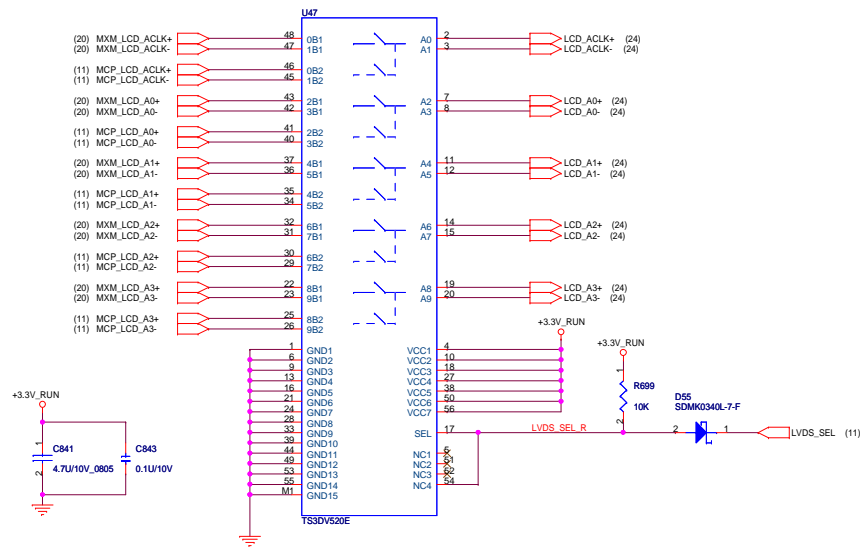 U47
(20) MXM_LCD_ACLK+ 48 0B1 A0 2 LCD_ACLK+ (24)
(20) MXM_LCD_ACLK- 47 1B1 A1 3 LCD_ACLK- (24)
(11) MCP_LCD_ACLK+ 46 0B2
(11) MCP_LCD_ACLK- 45 1B2
(20) MXM_LCD_A0+ 43 2B1 A2 7 LCD_A0+ (24)
(20) MXM_LCD_A0- 42 3B1 A3 8 LCD_A0- (24)
(11) MCP_LCD_A0+ 41 2B2
(11) MCP_LCD_A0- 40 3B2
(20) MXM_LCD_A1+ 37 4B1 A4 11 LCD_A1+ (24)
(20) MXM_LCD_A1- 36 5B1 A5 12 LCD_A1- (24)
(11) MCP_LCD_A1+ 35 4B2
(11) MCP_LCD_A1- 34 5B2
(20) MXM_LCD_A2+ 32 6B1 A6 14 LCD_A2+ (24)
(20) MXM_LCD_A2- 31 7B1 A7 15 LCD_A2- (24)
(11) MCP_LCD_A2+ 30 6B2
(11) MCP_LCD_A2- 29 7B2
(20) MXM_LCD_A3+ 22 8B1 A8 19 LCD_A3+ (24)
(20) MXM_LCD_A3- 23 9B1 A9 20 LCD_A3- (24)
(11) MCP_LCD_A3+ 25 8B2
(11) MCP_LCD_A3- 26 9B2
+3.3V_RUN
+3.3V_RUN
1 GND1 VCC1 4
6 GND2 VCC2 10
9 GND3 VCC3 18
13 GND4 VCC4 27
16 GND5 VCC5 38
21 GND6 VCC6 50
24 GND7 VCC7 56
28 GND8
33 GND9 SEL 17 LVDS_SEL_R
39 GND10
44 GND11 NC1 5
49 GND12 NC2 51
53 GND13 NC3 52
55 GND14 NC4 54
M1 GND15
TS3DV520E
1 R699
10K
2
D55
SDMK0340L-7-F
2 1 LVDS_SEL (11)
+3.3V_RUN
1 C841
2 4.7U/10V_0805
C843
0.1U/10V